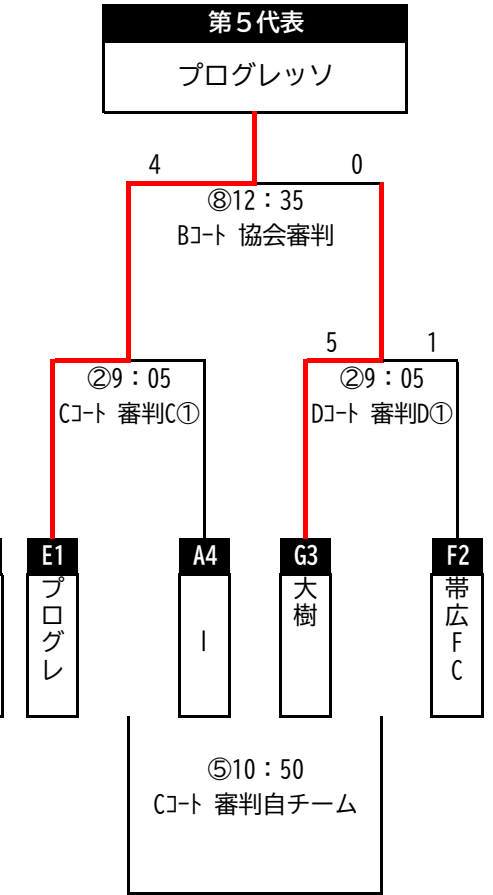 第５代表
プログレッソ
4 0
⑧12：35
Bｺｰﾄ 協会審判
5 1
②9：05 ②9：05
Cｺｰﾄ 審判C① Dｺｰﾄ 審判D①
E1 A4 G3 F2
プログレ
ー
大樹
帯広FC
⑤10：50
Cｺｰﾄ 審判自チーム